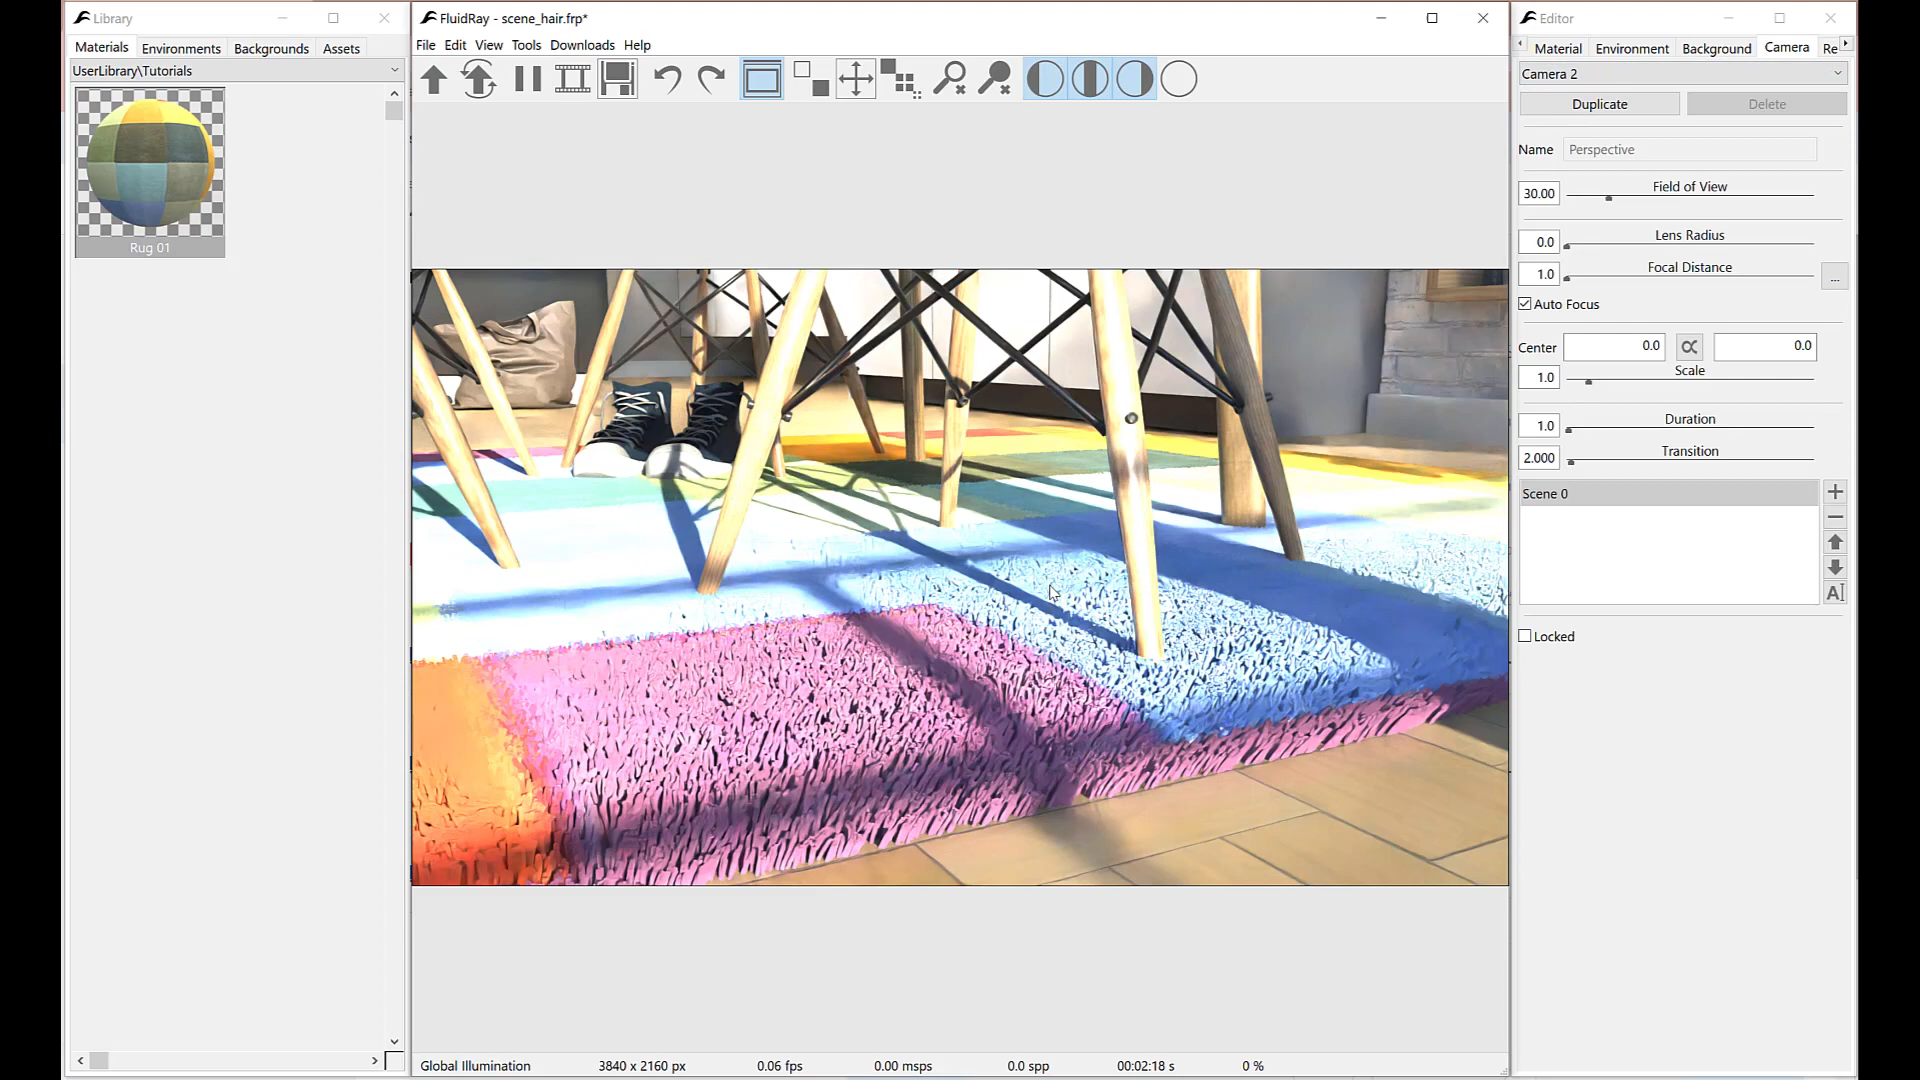 Library
Materials
Environments
Backgrounds
Assets
UserLibrary\Tutorials
Rug 01
FluidRay - scene_hair.frp*
File Edit View Tools Downloads Help
Global Illumination
3840 x 2160 px
0.06 fps
0.00 msps
0.0 spp
00:02:18 s
0 %
Editor
Material
Environment
Background
Camera
Re
Camera 2
Duplicate
Delete
Name
Perspective
30.00
Field of View
0.0
Lens Radius
1.0
Focal Distance
...
Auto Focus
Center
0.0
0.0
1.0
Scale
1.0
Duration
2.000
Transition
Scene 0
A
Locked